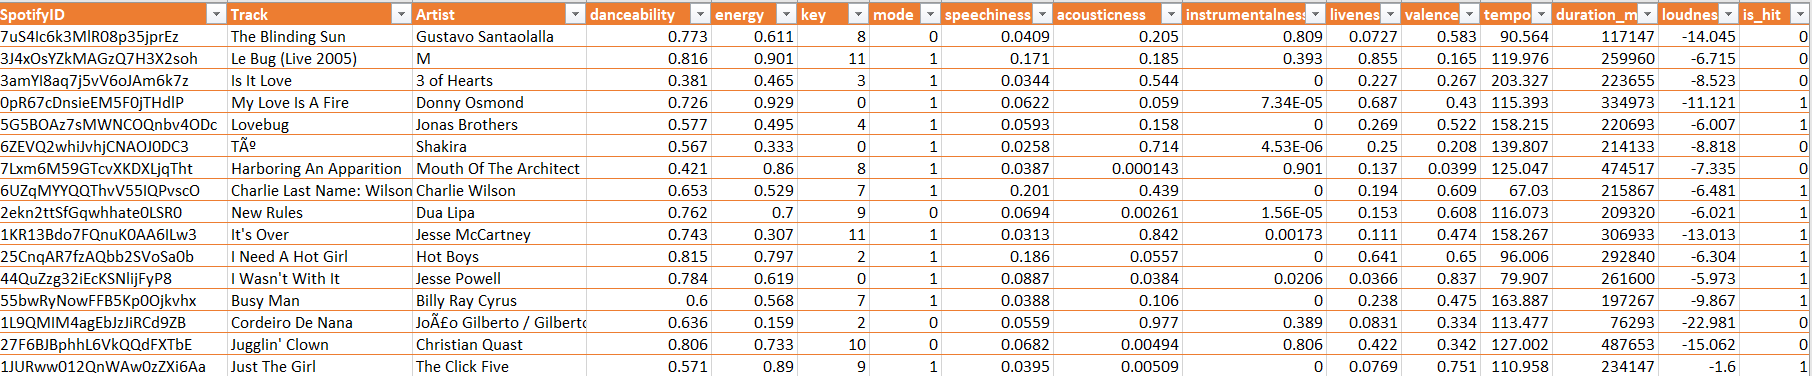 SpotifyID Track Artist danceability energy key mode speechiness acousticness instrumentalness liveness valence tempo duration_m loudnes is_hit
7uS4Ic6k3MlR08p35jprEz The Blinding Sun Gustavo Santaolalla 0.773 0.611 8 0 0.0409 0.205 0.809 0.0727 0.583 90.564 117147 -14.045 0
3J4xOsYZkMAGzQ7H3X2soh Le Bug (Live 2005) M 0.816 0.901 11 1 0.171 0.185 0.393 0.855 0.165 119.976 259960 -6.715 0
3amYI8aq7j5vV6oJAm6k7z Is It Love 3 of Hearts 0.381 0.465 3 1 0.0344 0.544 0 0.227 0.267 203.327 223655 -8.523 0
0pR67cDnsieEM5F0jTHdlP My Love Is A Fire Donny Osmond 0.726 0.929 0 1 0.0622 0.059 7.34E-05 0.687 0.43 115.393 334973 -11.121 1
5G5BOAz7sMWNCOQnbv4ODc Lovebug Jonas Brothers 0.577 0.495 4 1 0.0593 0.158 0 0.269 0.522 158.215 220693 -6.007 1
6ZEVQ2whiJvhjCNAOJ0DC3 TÃº Shakira 0.567 0.333 0 1 0.0258 0.714 4.53E-06 0.25 0.208 139.807 214133 -8.818 0
7Lxm6M59GTcvXKDXLjqTht Harboring An Apparition Mouth Of The Architect 0.421 0.86 8 1 0.0387 0.000143 0.901 0.137 0.0399 125.047 474517 -7.335 0
6UZqMYYQQThvV55IQPvscO Charlie Last Name: Wilson Charlie Wilson 0.653 0.529 7 1 0.201 0.439 0 0.194 0.609 67.03 215867 -6.481 1
2ekn2ttSfGqwhhate0LSR0 New Rules Dua Lipa 0.762 0.7 9 0 0.0694 0.00261 1.56E-05 0.153 0.608 116.073 209320 -6.021 1
1KR13Bdo7FQnuK0AA6ILw3 It's Over Jesse McCartney 0.743 0.307 11 1 0.0313 0.842 0.00173 0.111 0.474 158.267 306933 -13.013 1
25CnqAR7fzAQbb2SVoSa0b I Need A Hot Girl Hot Boys 0.815 0.797 2 1 0.186 0.0557 0 0.641 0.65 96.006 292840 -6.304 1
44QuZzg32iEcKSNlijFyP8 I Wasn't With It Jesse Powell 0.784 0.619 0 1 0.0887 0.0384 0.0206 0.0366 0.837 79.907 261600 -5.973 1
55bwRyNowFFB5Kp0Ojkvhx Busy Man Billy Ray Cyrus 0.6 0.568 7 1 0.0388 0.106 0 0.238 0.475 163.887 197267 -9.867 1
1L9QMIM4agEbJzJiRCd9ZB Cordeiro De Nana JoÃ£o Gilberto / Gilberto 0.636 0.159 2 0 0.0559 0.977 0.389 0.0831 0.334 113.477 76293 -22.981 0
27F6BJBphhL6VkQQdFXTbE Jugglin' Clown Christian Quast 0.806 0.733 10 0 0.0682 0.00494 0.806 0.422 0.342 127.002 487653 -15.062 0
1JURww012QnWAw0zZXi6Aa Just The Girl The Click Five 0.571 0.89 9 1 0.0395 0.00509 0 0.0769 0.751 110.958 234147 -1.6 1